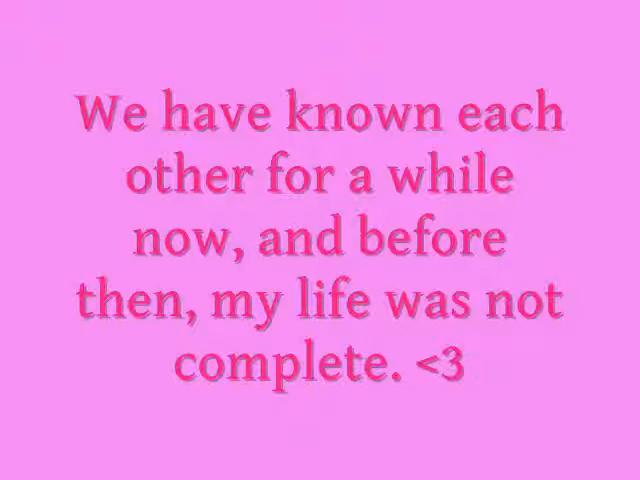 We have known each
other for a while
now, and before
then, my life was not
complete. <3